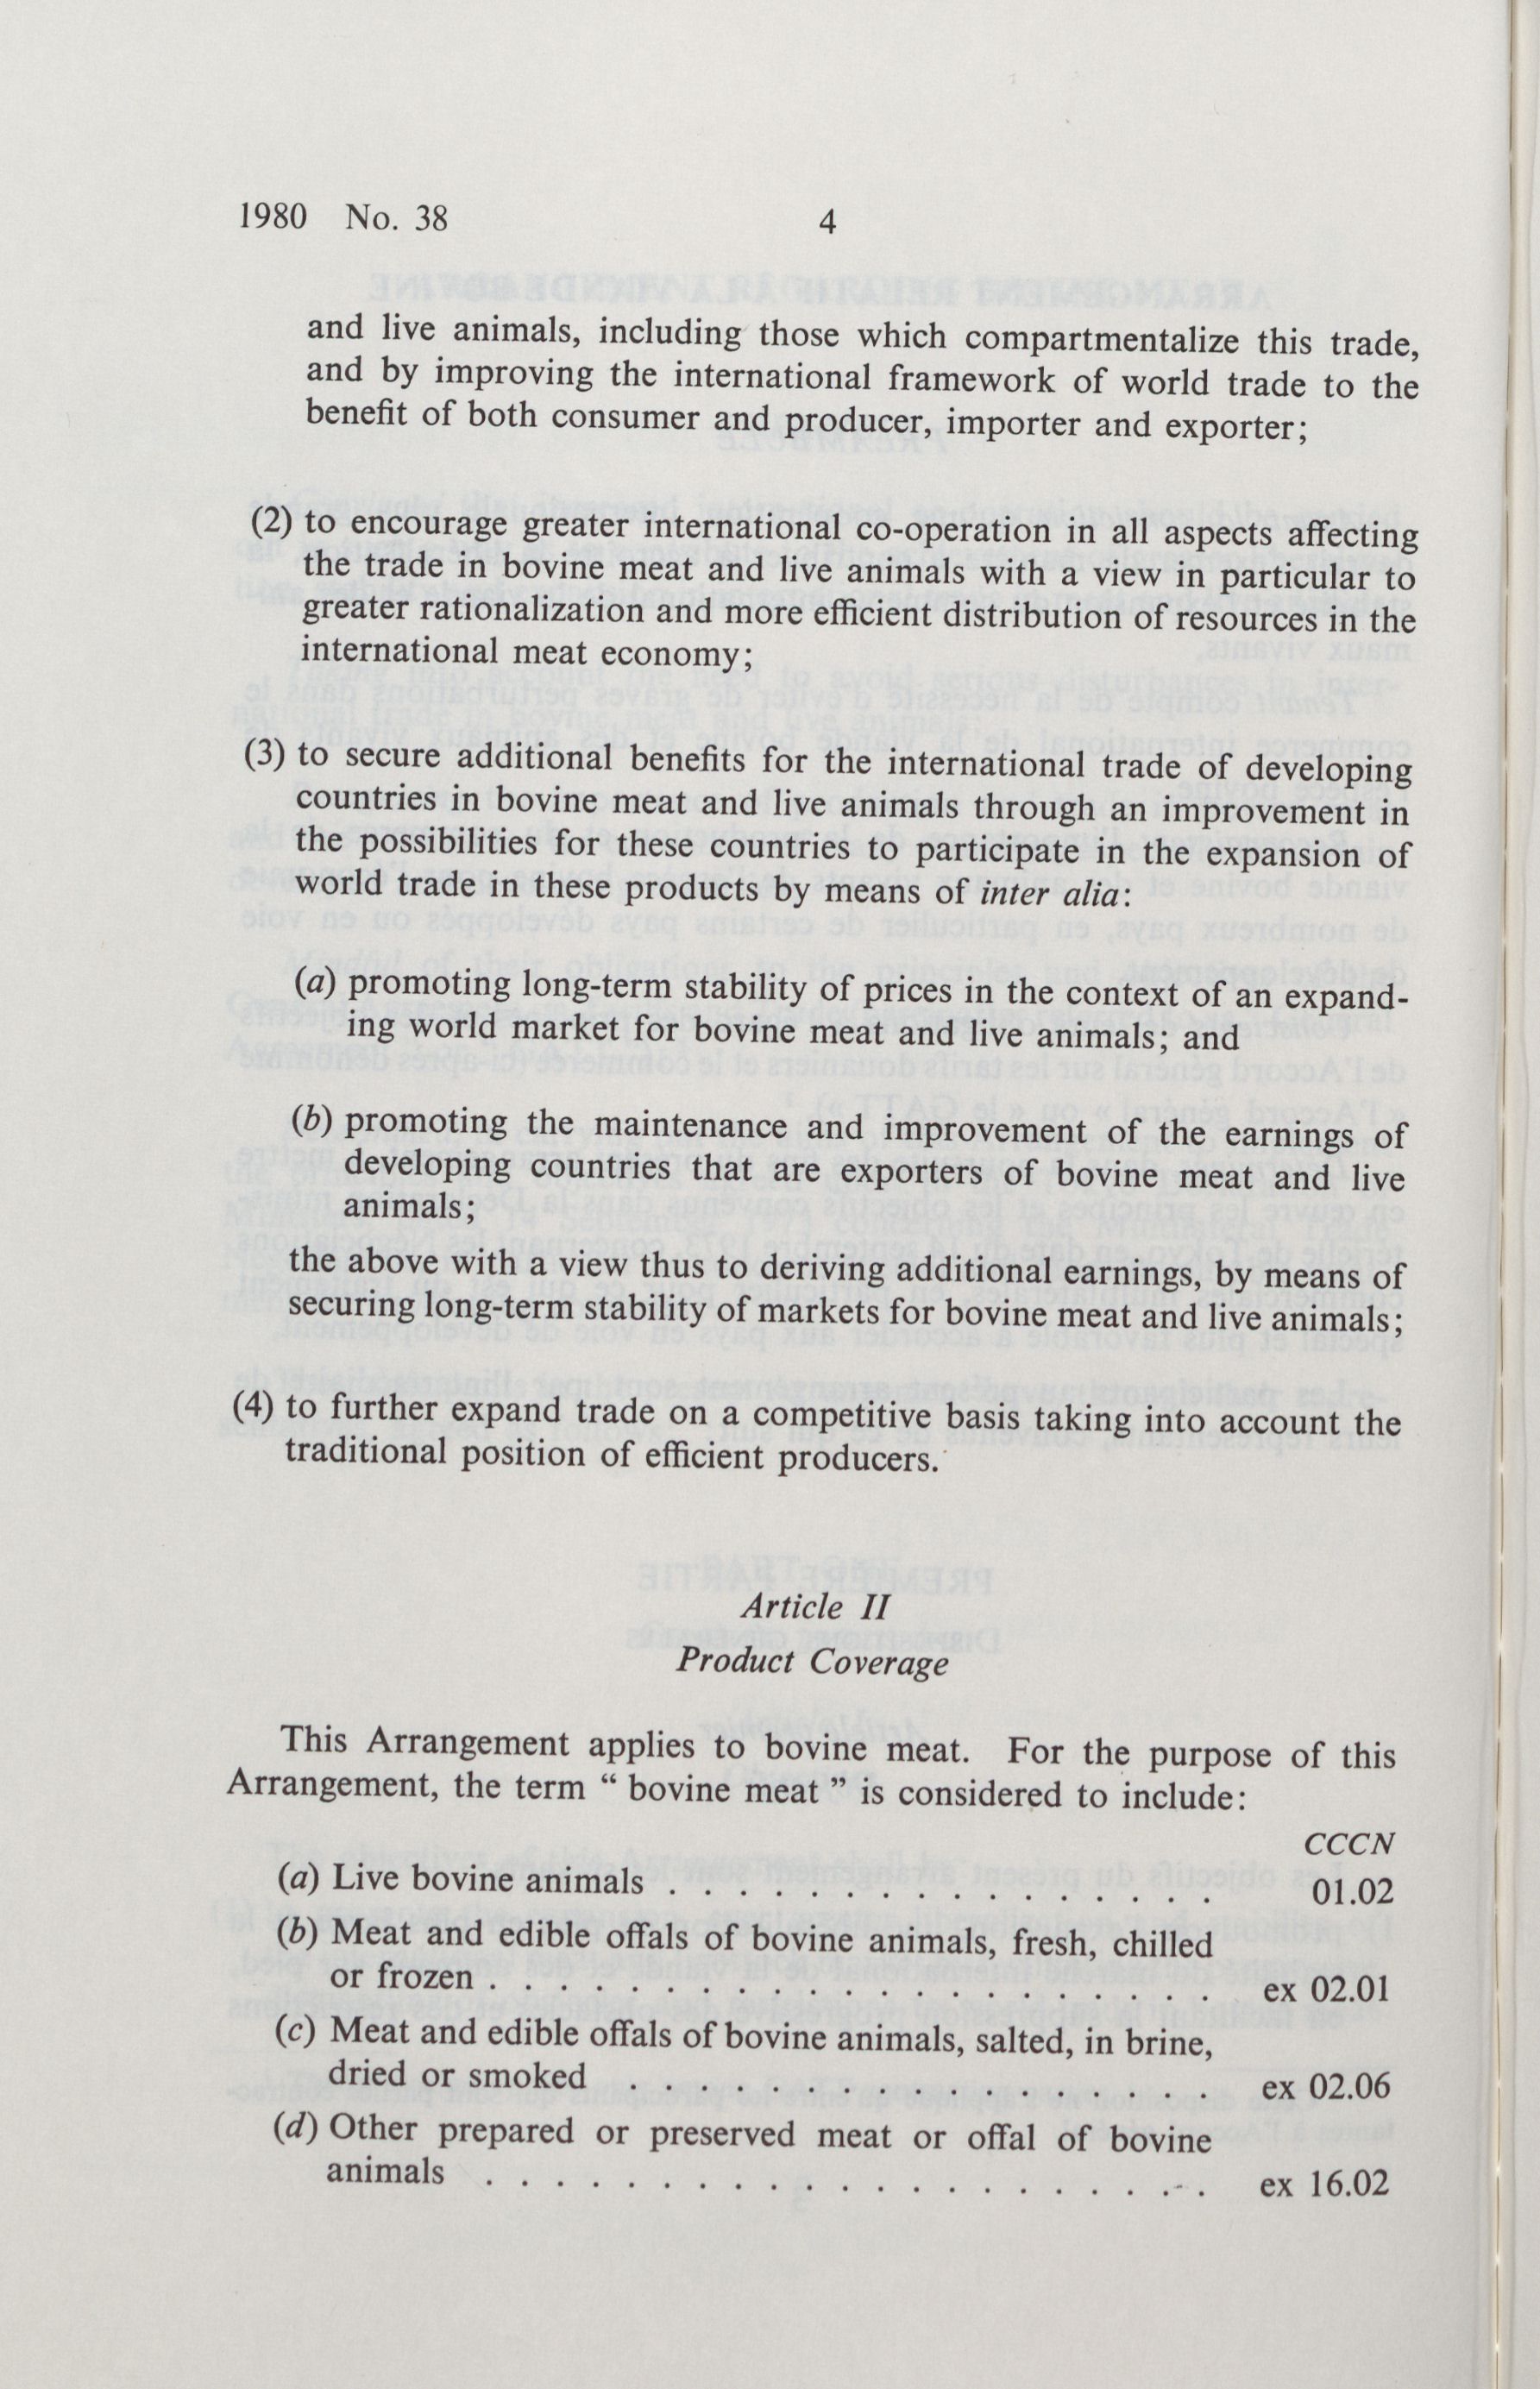 1980 No. 38
4
and live animals, including those which compartmentalize this trade,
and by improving the international framework of world trade to the
benefit of both consumer and producer, importer and exporter;
(2) to encourage greater international co-operation in all aspects affecting
the trade in bovine meat and live animals with a view in particular to
greater rationalization and more efficient distribution of resources in the
international meat economy;
(3) to secure additional benefits for the international trade of developing
countries in bovine meat and live animals through an improvement in
the possibilities for these countries to participate in the expansion of
world trade in these products by means of inter alia:
(a) promoting long-term stability of prices in the context of an expand-
ing world market for bovine meat and live animals; and
(b) promoting the maintenance and improvement of the earnings of
developing countries that are exporters of bovine meat and live
animals;
the above with a view thus to deriving additional earnings, by means of
securing long-term stability of markets for bovine meat and live animals;
(4) to further expand trade on a competitive basis taking into account the
traditional position of efficient producers.
Article II
Product Coverage
This Arrangement applies to bovine meat. For the purpose of this
Arrangement, the term “ bovine meat ” is considered to include:
CCCN
(a) Live bovine animals . . . . . . . . . . . . . . . . 01.02
(b) Meat and edible offals of bovine animals, fresh, chilled
or frozen . . . . . . . . . . . . . . . . . . . . . ex 02.01
(c) Meat and edible offals of bovine animals, salted, in brine,
dried or smoked . . . . . . . . . . . . . . . . . ex 02.06
(d) Other prepared or preserved meat or offal of bovine
animals . . . . . . . . . . . . . . . . . . . . . ex 16.02